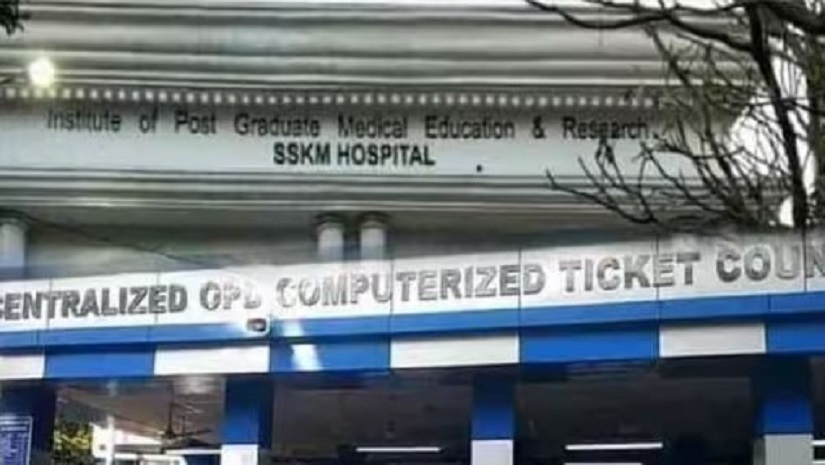 Institute of Post Graduate Medical Education & Research
SSKM HOSPITAL
CENTRALIZED OPD COMPUTERIZED TICKET COUN